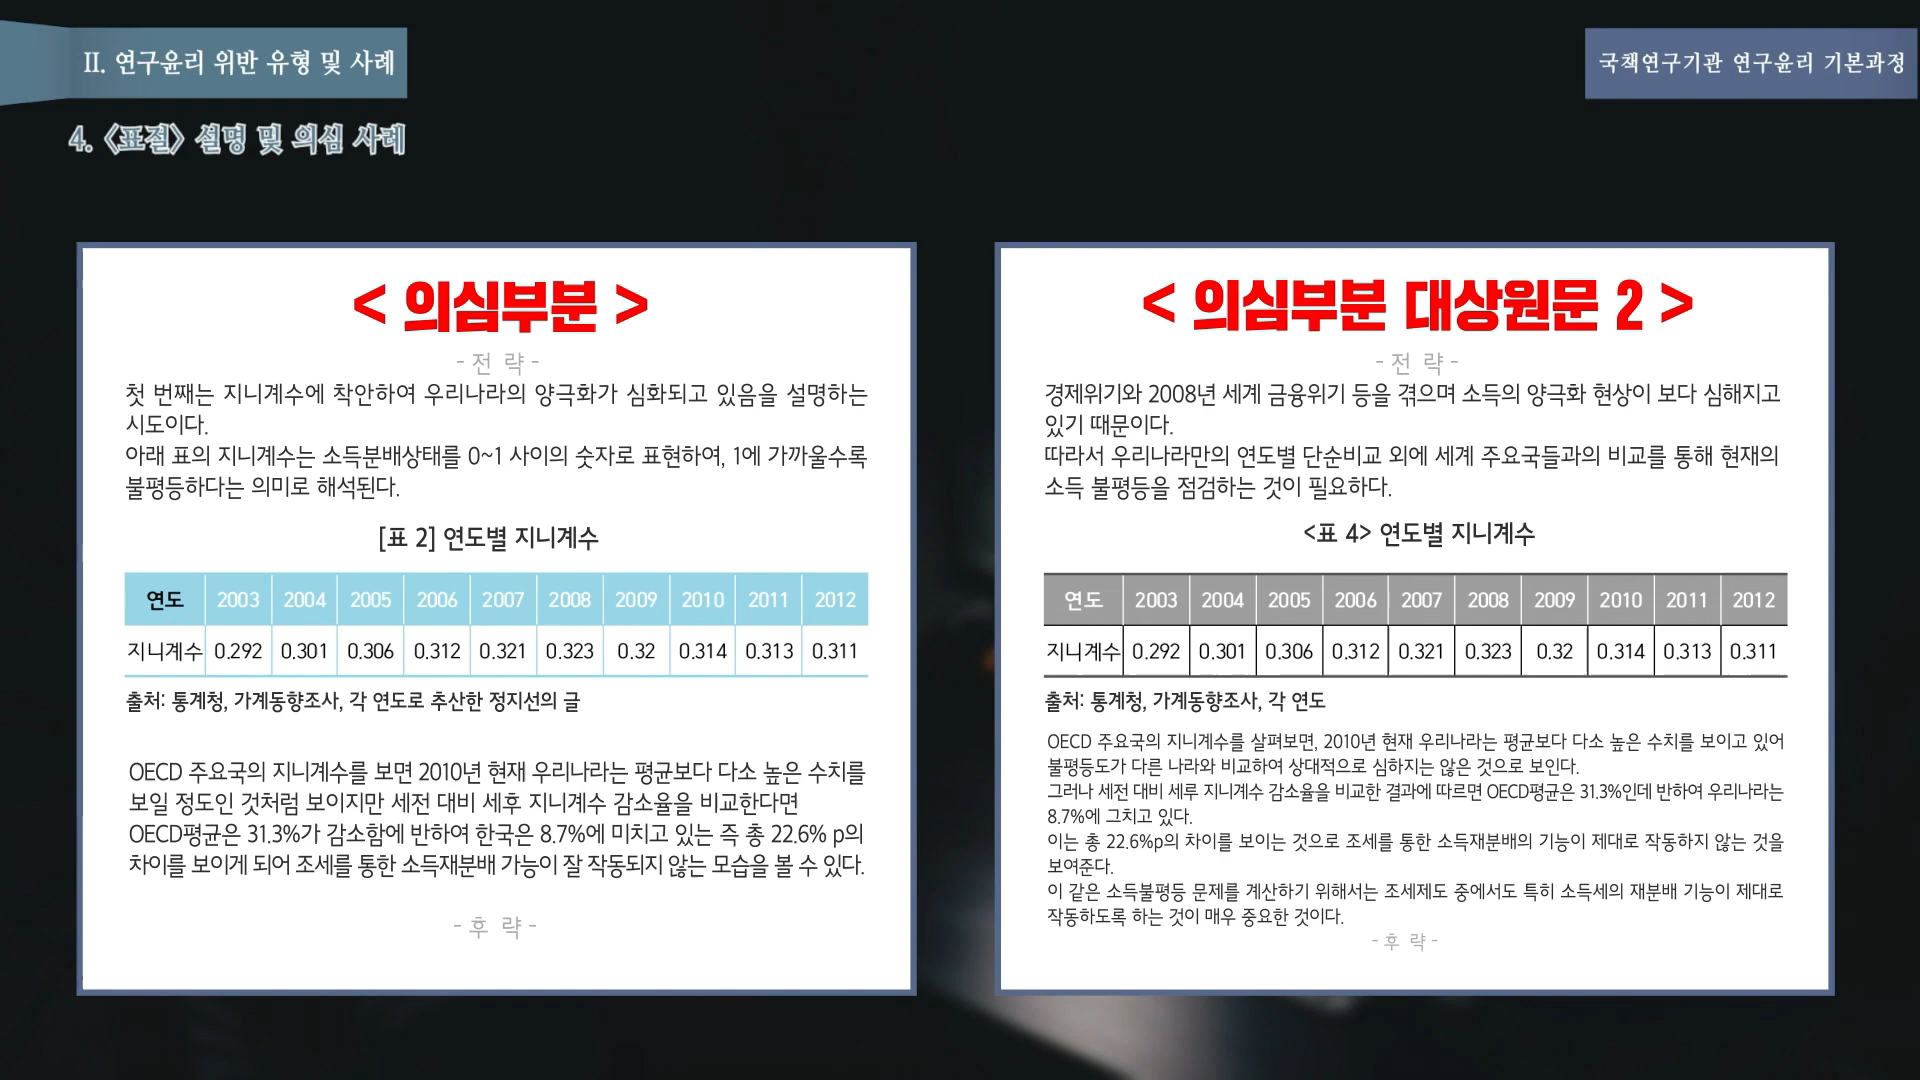 II. 연구윤리 위반 유형 및 사례
국책연구기관 연구윤리 기본과정
4. <표절> 설명 및 의심 사례
< 의심부분 >
- 전 략 -
첫 번째는 지니계수에 착안하여 우리나라의 양극화가 심화되고 있음을 설명하는
시도이다.
아래 표의 지니계수는 소득분배상태를 0~1 사이의 숫자로 표현하여, 1에 가까울수록
불평등하다는 의미로 해석된다.
[표 2] 연도별 지니계수
연도 2003 2004 2005 2006 2007 2008 2009 2010 2011 2012
지니계수 0.292 0.301 0.306 0.312 0.321 0.323 0.32 0.314 0.313 0.311
출처: 통계청, 가계동향조사, 각 연도로 추산한 정지선의 글
OECD 주요국의 지니계수를 보면 2010년 현재 우리나라는 평균보다 다소 높은 수치를
보일 정도인 것처럼 보이지만 세전 대비 세후 지니계수 감소율을 비교한다면
OECD평균은 31.3%가 감소함에 반하여 한국은 8.7%에 미치고 있는 즉 총 22.6% p의
차이를 보이게 되어 조세를 통한 소득재분배 가능이 잘 작동되지 않는 모습을 볼 수 있다.
- 후 략 -
< 의심부분 대상원문 2 >
- 전 략 -
경제위기와 2008년 세계 금융위기 등을 겪으며 소득의 양극화 현상이 보다 심해지고
있기 때문이다.
따라서 우리나라만의 연도별 단순비교 외에 세계 주요국들과의 비교를 통해 현재의
소득 불평등을 점검하는 것이 필요하다.
<표 4> 연도별 지니계수
연도 2003 2004 2005 2006 2007 2008 2009 2010 2011 2012
지니계수 0.292 0.301 0.306 0.312 0.321 0.323 0.32 0.314 0.313 0.311
출처: 통계청, 가계동향조사, 각 연도
OECD 주요국의 지니계수를 살펴보면, 2010년 현재 우리나라는 평균보다 다소 높은 수치를 보이고 있어
불평등도가 다른 나라와 비교하여 상대적으로 심하지는 않은 것으로 보인다.
그러나 세전 대비 세루 지니계수 감소율을 비교한 결과에 따르면 OECD평균은 31.3%인데 반하여 우리나라는
8.7%에 그치고 있다.
이는 총 22.6%p의 차이를 보이는 것으로 조세를 통한 소득재분배의 기능이 제대로 작동하지 않는 것을
보여준다.
이 같은 소득불평등 문제를 계산하기 위해서는 조세제도 중에서도 특히 소득세의 재분배 기능이 제대로
작동하도록 하는 것이 매우 중요한 것이다.
- 후 략 -